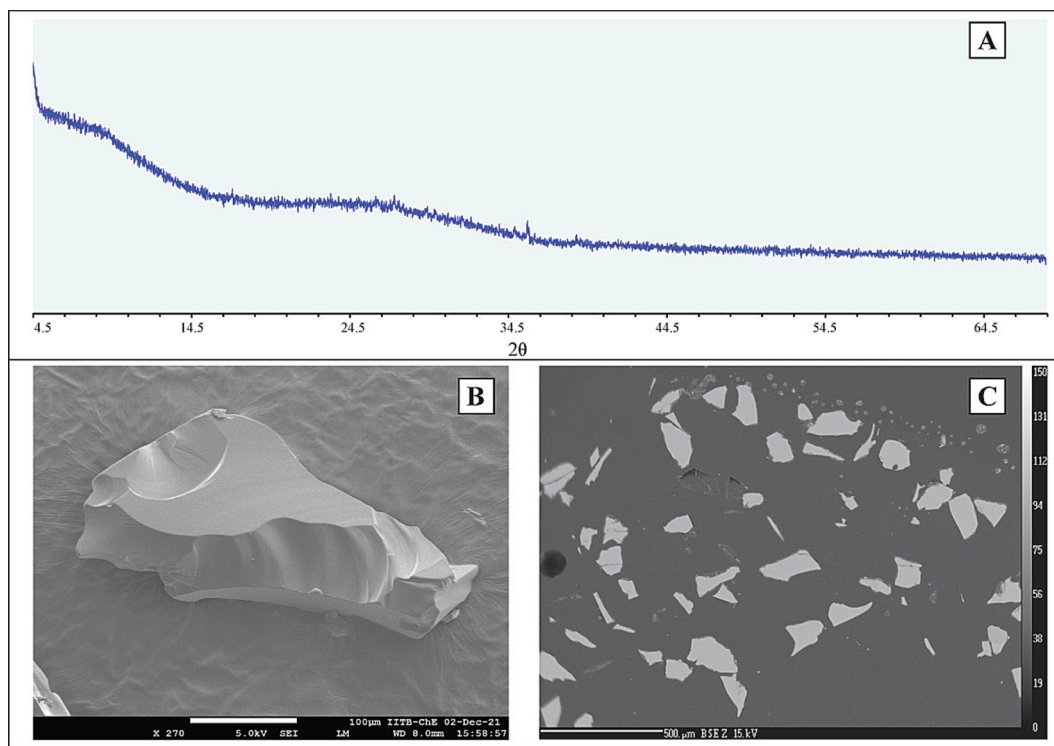 A
4.5 14.5 24.5 34.5 44.5 54.5 64.5
2θ
B
100µm IITB-ChE 02-Dec-21
X 270 5.0kV SEI LM WD 8.0mm 15:58:57
C
150
131
112
94
75
56
38
19
0
500.µm BSE Z 15.kV